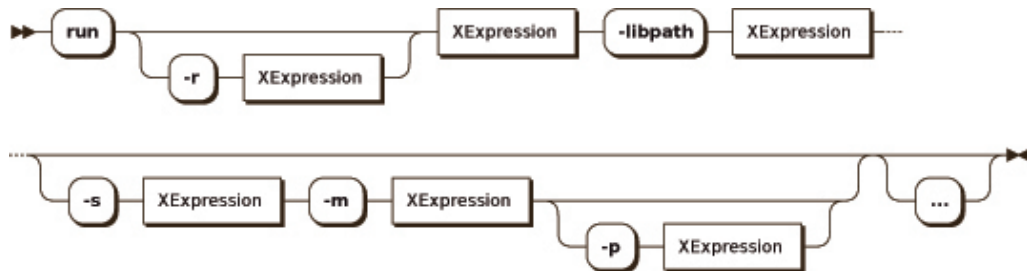 run XExpression -libpath XExpression
-r XExpression
-s XExpression -m XExpression ...
-p XExpression